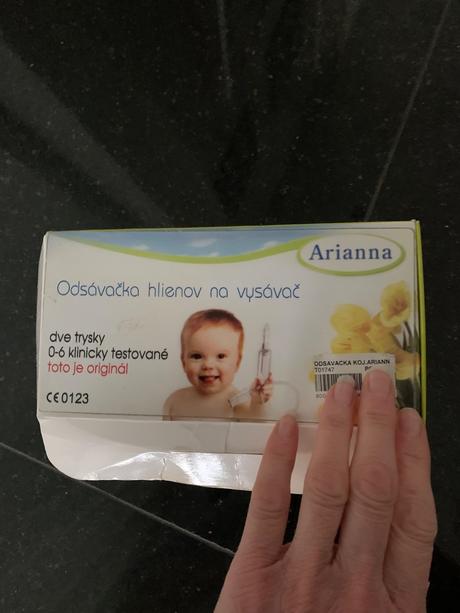 Arianna
Odsávačka hlienov na vysávač
dve trysky
0-6 klinicky testované
toto je originál
CE 0123
ODSAVACKA KOJ.ARIANN
T01747